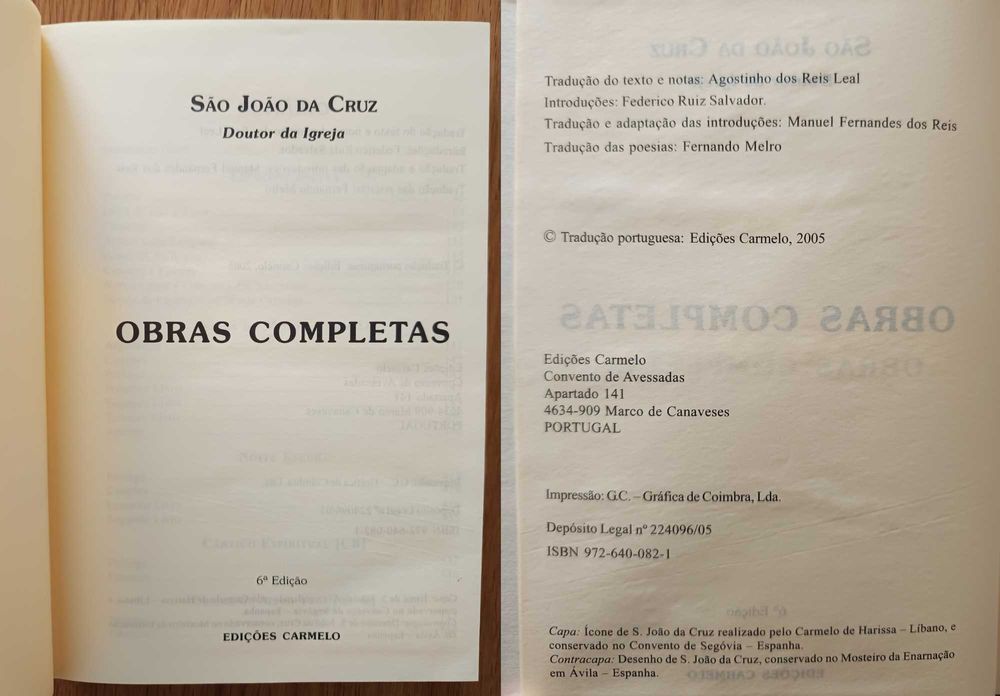 SÃO JOÃO DA CRUZ
Doutor da Igreja
OBRAS COMPLETAS
6ª Edição
EDIÇÕES CARMELO
Tradução do texto e notas: Agostinho dos Reis Leal
Introduções: Federico Ruiz Salvador.
Tradução e adaptação das introduções: Manuel Fernandes dos Reis
Tradução das poesias: Fernando Melro
© Tradução portuguesa: Edições Carmelo, 2005
Edições Carmelo
Convento de Avessadas
Apartado 141
4634-909 Marco de Canaveses
PORTUGAL
Impressão: G.C. – Gráfica de Coimbra, Lda.
Depósito Legal nº 224096/05
ISBN 972-640-082-1
Capa: Ícone de S. João da Cruz realizado pelo Carmelo de Harissa – Líbano, e
conservado no Convento de Segóvia – Espanha.
Contracapa: Desenho de S. João da Cruz, conservado no Mosteiro da Enarnação
em Ávila – Espanha.